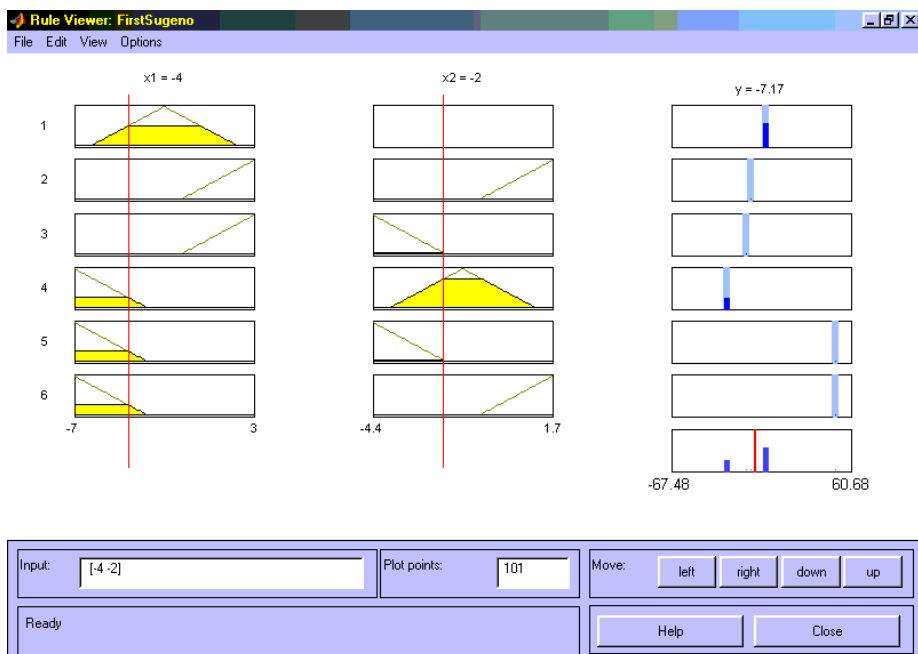 Rule Viewer: FirstSugeno
File Edit View Options
x1 = -4
x2 = -2
y = -7.17
1
2
3
4
5
6
-7 3
-4.4 1.7
-67.48 60.68
Input: [-4 -2]
Plot points: 101
Move: left right down up
Ready
Help Close